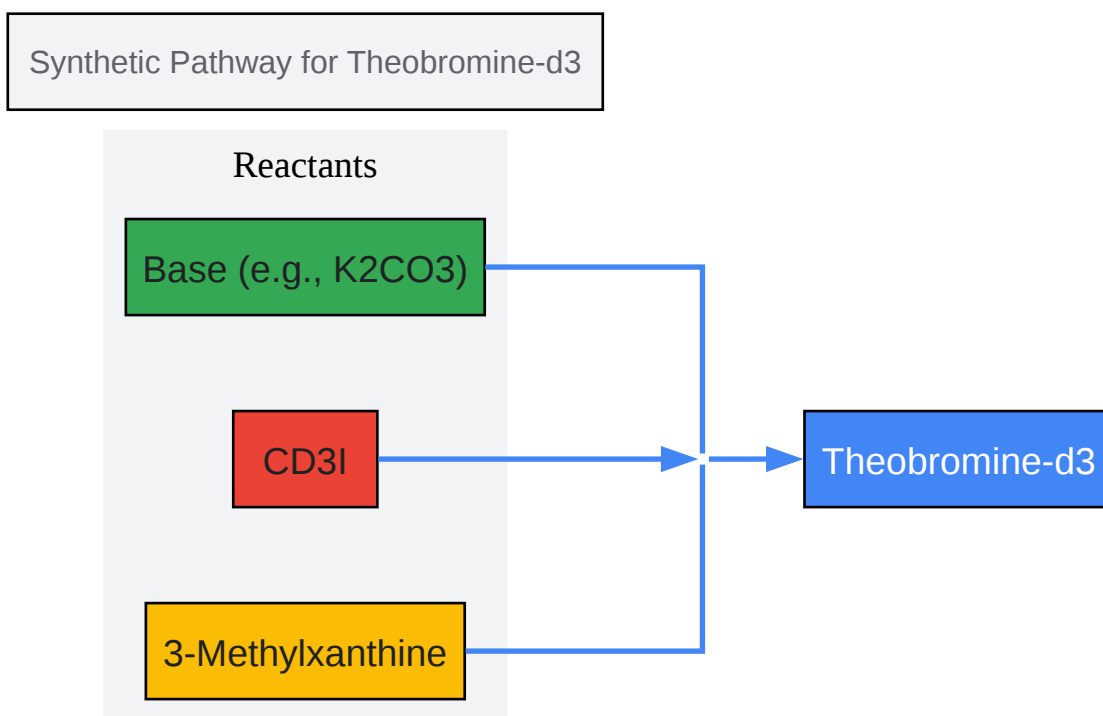 Synthetic Pathway for Theobromine-d3
Reactants
Base (e.g., K2CO3)
CD3I
Theobromine-d3
3-Methylxanthine